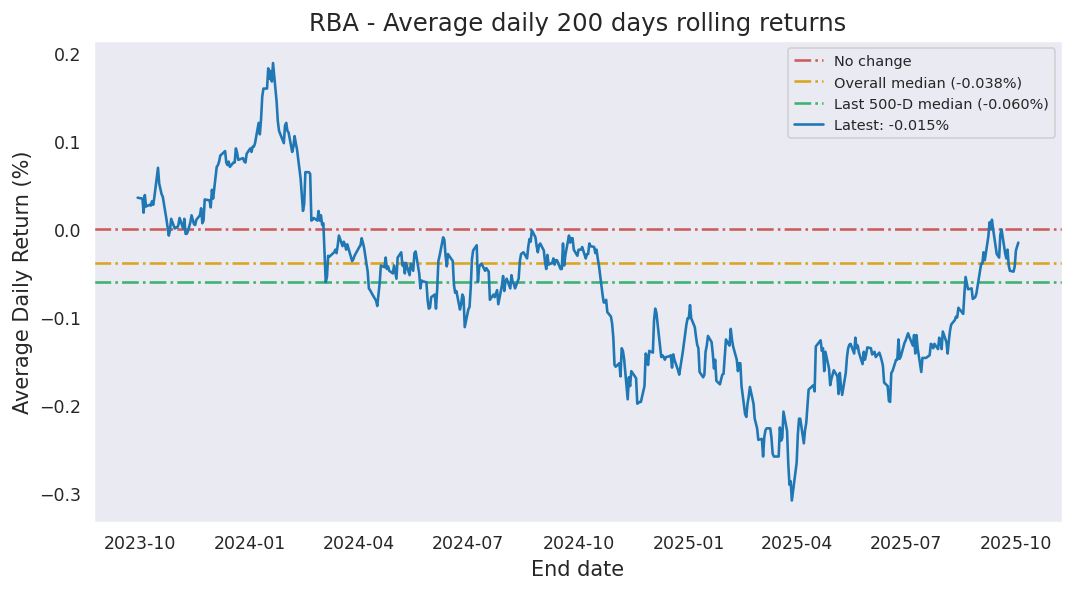 RBA - Average daily 200 days rolling returns
Average Daily Return (%)
0.2
0.1
0.0
−0.1
−0.2
−0.3
No change
Overall median (-0.038%)
Last 500-D median (-0.060%)
Latest: -0.015%
2023-10 2024-01 2024-04 2024-07 2024-10 2025-01 2025-04 2025-07 2025-10
End date